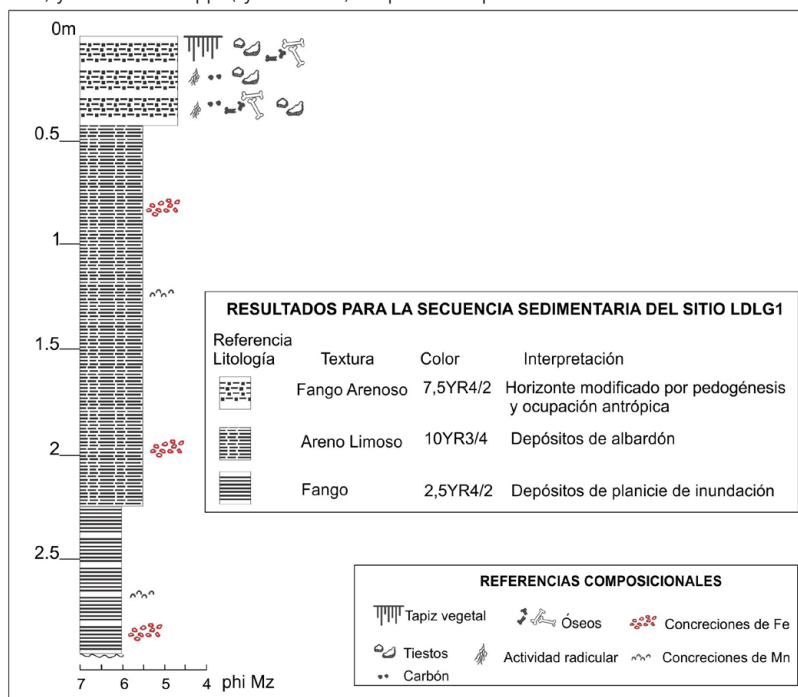 0m
0.5
1
1.5
2
2.5
7 6 5 4 phi Mz
RESULTADOS PARA LA SECUENCIA SEDIMENTARIA DEL SITIO LDLG1
Referencia
Litología Textura Color Interpretación
Fango Arenoso 7,5YR4/2 Horizonte modificado por pedogénesis
y ocupación antrópica
Areno Limoso 10YR3/4 Depósitos de albardón
Fango 2,5YR4/2 Depósitos de planicie de inundación
REFERENCIAS COMPOSICIONALES
Tapiz vegetal Óseos Concreciones de Fe
Tiestos Actividad radicular Concreciones de Mn
Carbón